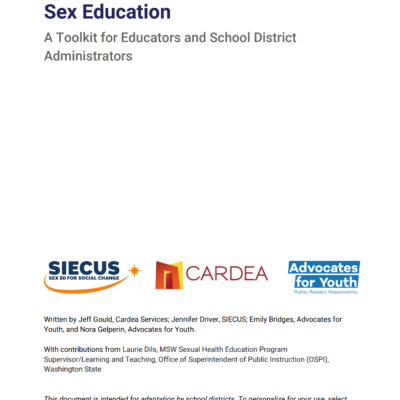 Sex Education
A Toolkit for Educators and School District
Administrators
SIECUS
SEX ED FOR SOCIAL CHANGE
CARDEA
Advocates
for Youth
Rights. Respect. Responsibility.
Written by Jeff Gould, Cardea Services; Jennifer Driver, SIECUS; Emily Bridges, Advocates for
Youth, and Nora Gelperin, Advocates for Youth.
With contributions from Laurie Dils, MSW Sexual Health Education Program
Supervisor/Learning and Teaching, Office of Superintendent of Public Instruction (OSPI),
Washington State
This document is intended for adaptation by school districts. To personalize for your use, select